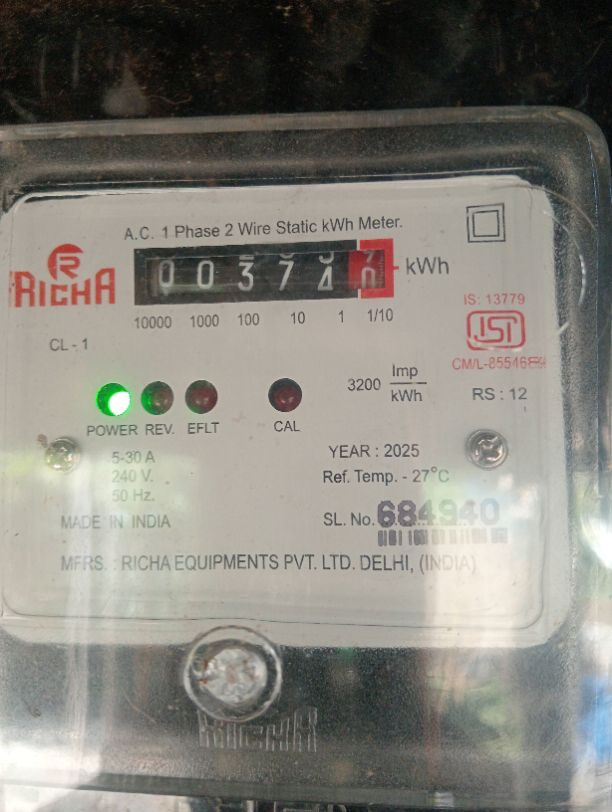 A.C. 1 Phase 2 Wire Static kWh Meter.
R
RICHA
0 0 3 7 4 0 kWh
10000 1000 100 10 1 1/10
IS: 13779
ISI
CL - 1
3200 Imp/kWh
RS : 12
POWER REV. EFLT CAL
5-30 A
240 V.
50 Hz.
YEAR : 2025
Ref. Temp. - 27°C
MADE IN INDIA
SL. No. 684940
MFRS. : RICHA EQUIPMENTS PVT. LTD. DELHI, (INDIA)
RICHA